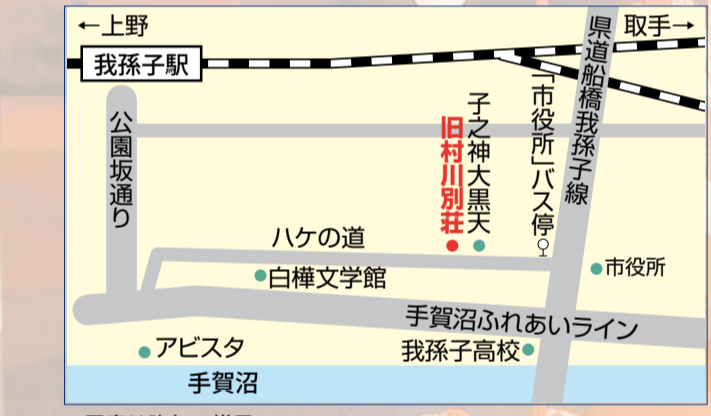 ←上野
取手→
我孫子駅
県道船橋我孫子線
「市役所」バス停
子之神大黒天
旧村川別荘
公園坂通り
ハケの道
市役所
白樺文学館
手賀沼ふれあいライン
アビスタ
我孫子高校
手賀沼